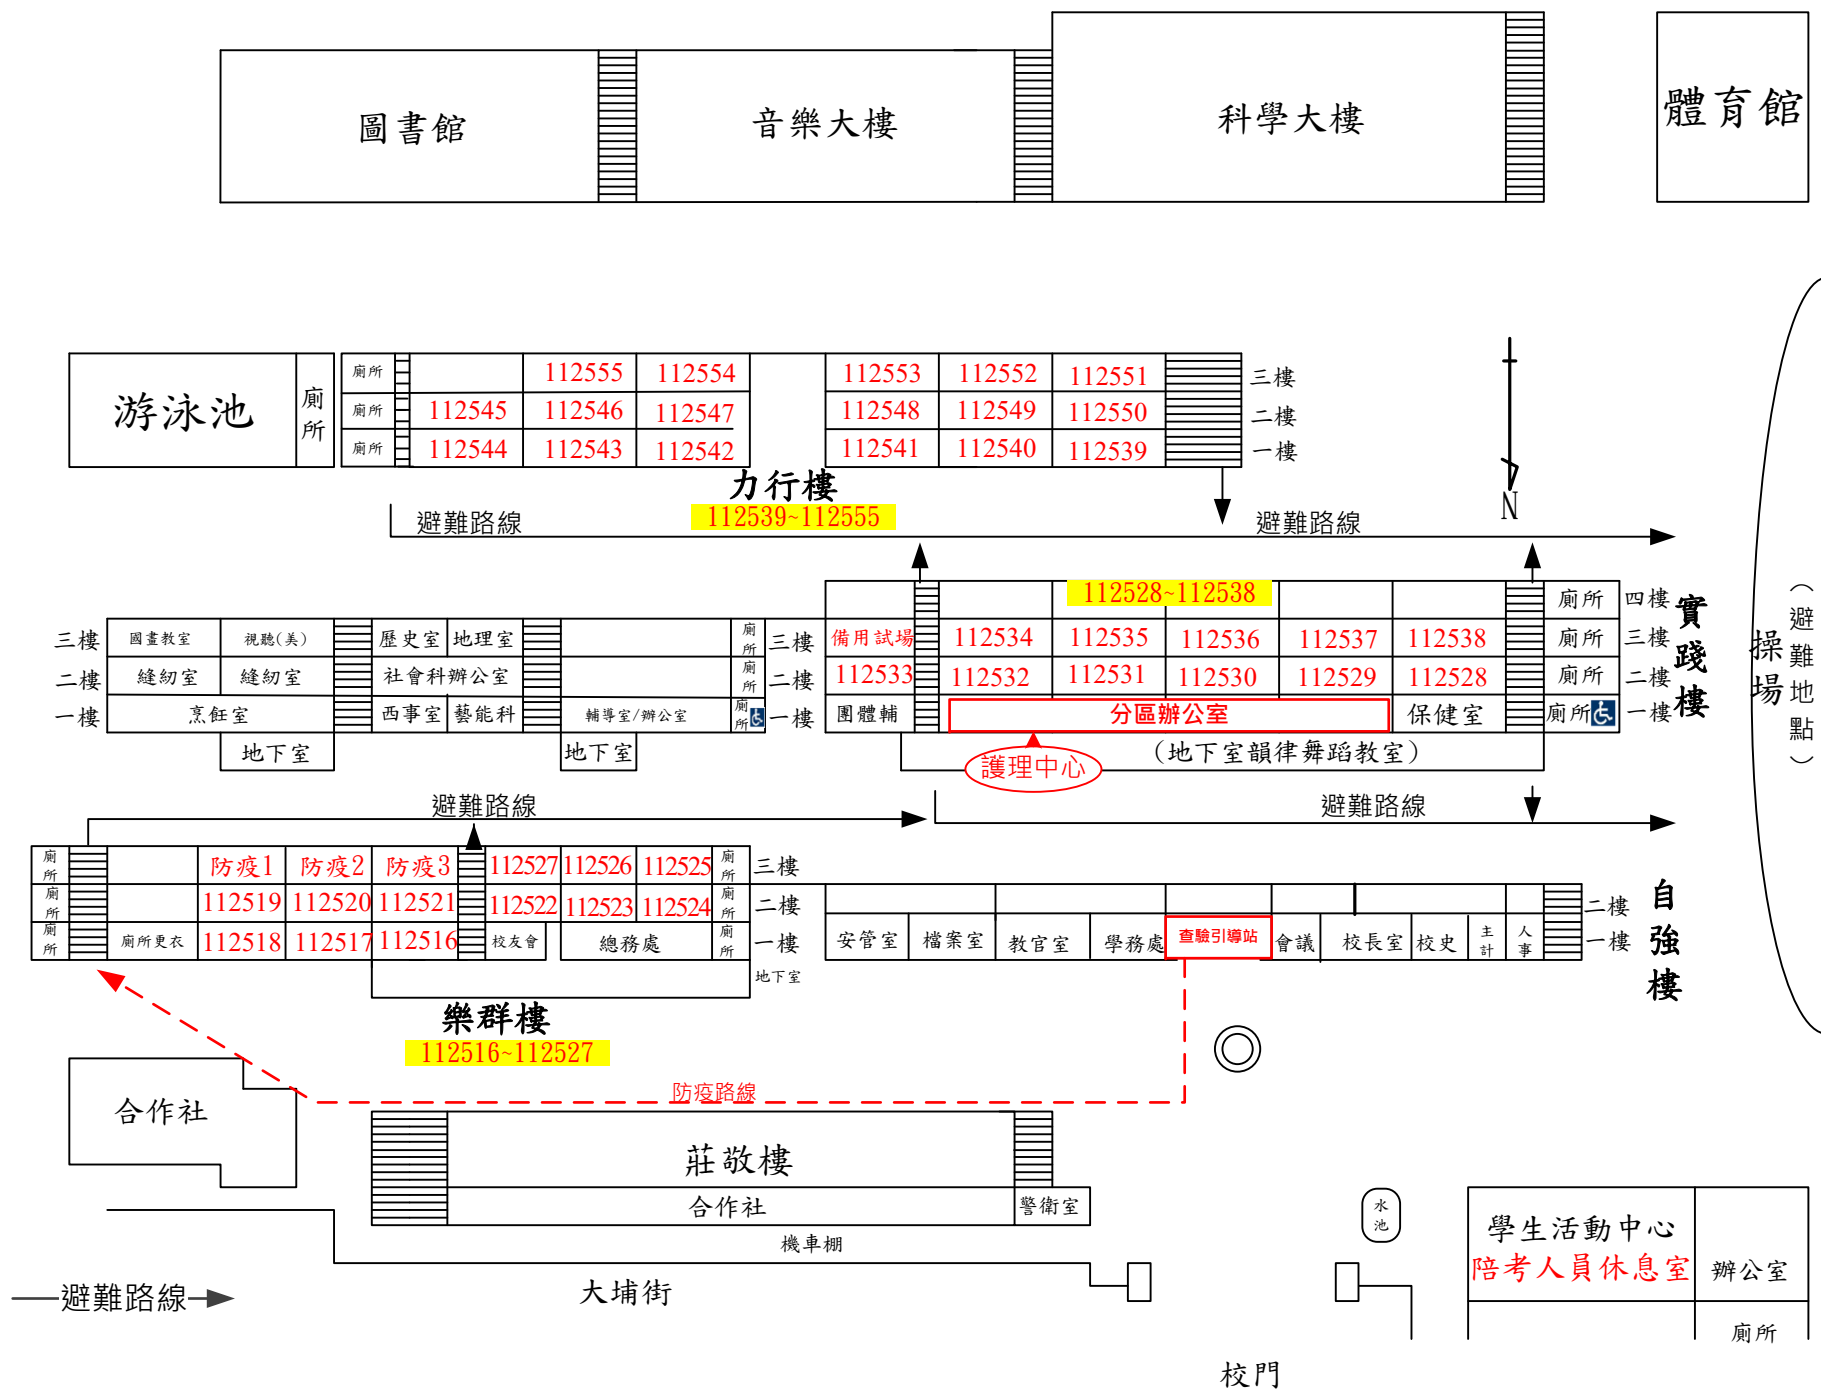 圖書館
音樂大樓
科學大樓
體育館
游泳池
廁所
廁所 112555 112554 112553 112552 112551 三樓
廁所 112545 112546 112547 112548 112549 112550 二樓
廁所 112544 112543 112542 112541 112540 112539 一樓
力行樓
112539~112555
N
避難路線
避難路線
操場
(避難地點)
實踐樓
112528~112538
廁所 四樓
三樓 國畫教室 視聽(美) 歷史室 地理室 廁所 三樓 備用試場 112534 112535 112536 112537 112538 廁所 三樓
二樓 縫紉室 縫紉室 社會科辦公室 廁所 二樓 112533 112532 112531 112530 112529 112528 廁所 二樓
一樓 烹飪室 西事室 藝能科 輔導室/辦公室 廁所 一樓 團體輔 分區辦公室 保健室 廁所 一樓
地下室 地下室 護理中心 (地下室韻律舞蹈教室)
避難路線
避難路線
廁所 防疫1 防疫2 防疫3 112527 112526 112525 廁所 三樓
廁所 112519 112520 112521 112522 112523 112524 廁所 二樓
廁所 廁所更衣 112518 112517 112516 校友會 總務處 廁所 一樓
地下室
二樓
安管室 檔案室 教官室 學務處 查驗引導站 會議 校長室 校史 主計 人事 一樓
自強樓
樂群樓
112516~112527
防疫路線
合作社
莊敬樓
合作社 警衛室
機車棚
水池
學生活動中心
陪考人員休息室
辦公室
廁所
避難路線
大埔街
校門